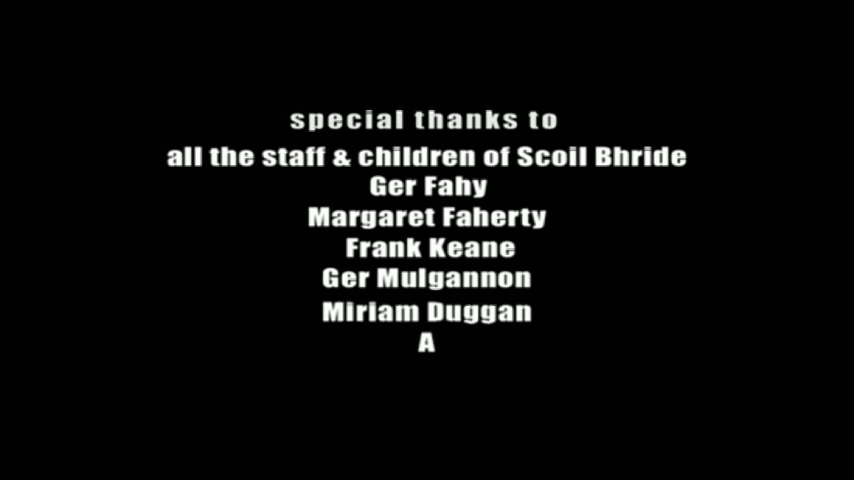 special thanks to
all the staff & children of Scoil Bhride
Ger Fahy
Margaret Faherty
Frank Keane
Ger Mulgannon
Miriam Duggan
A